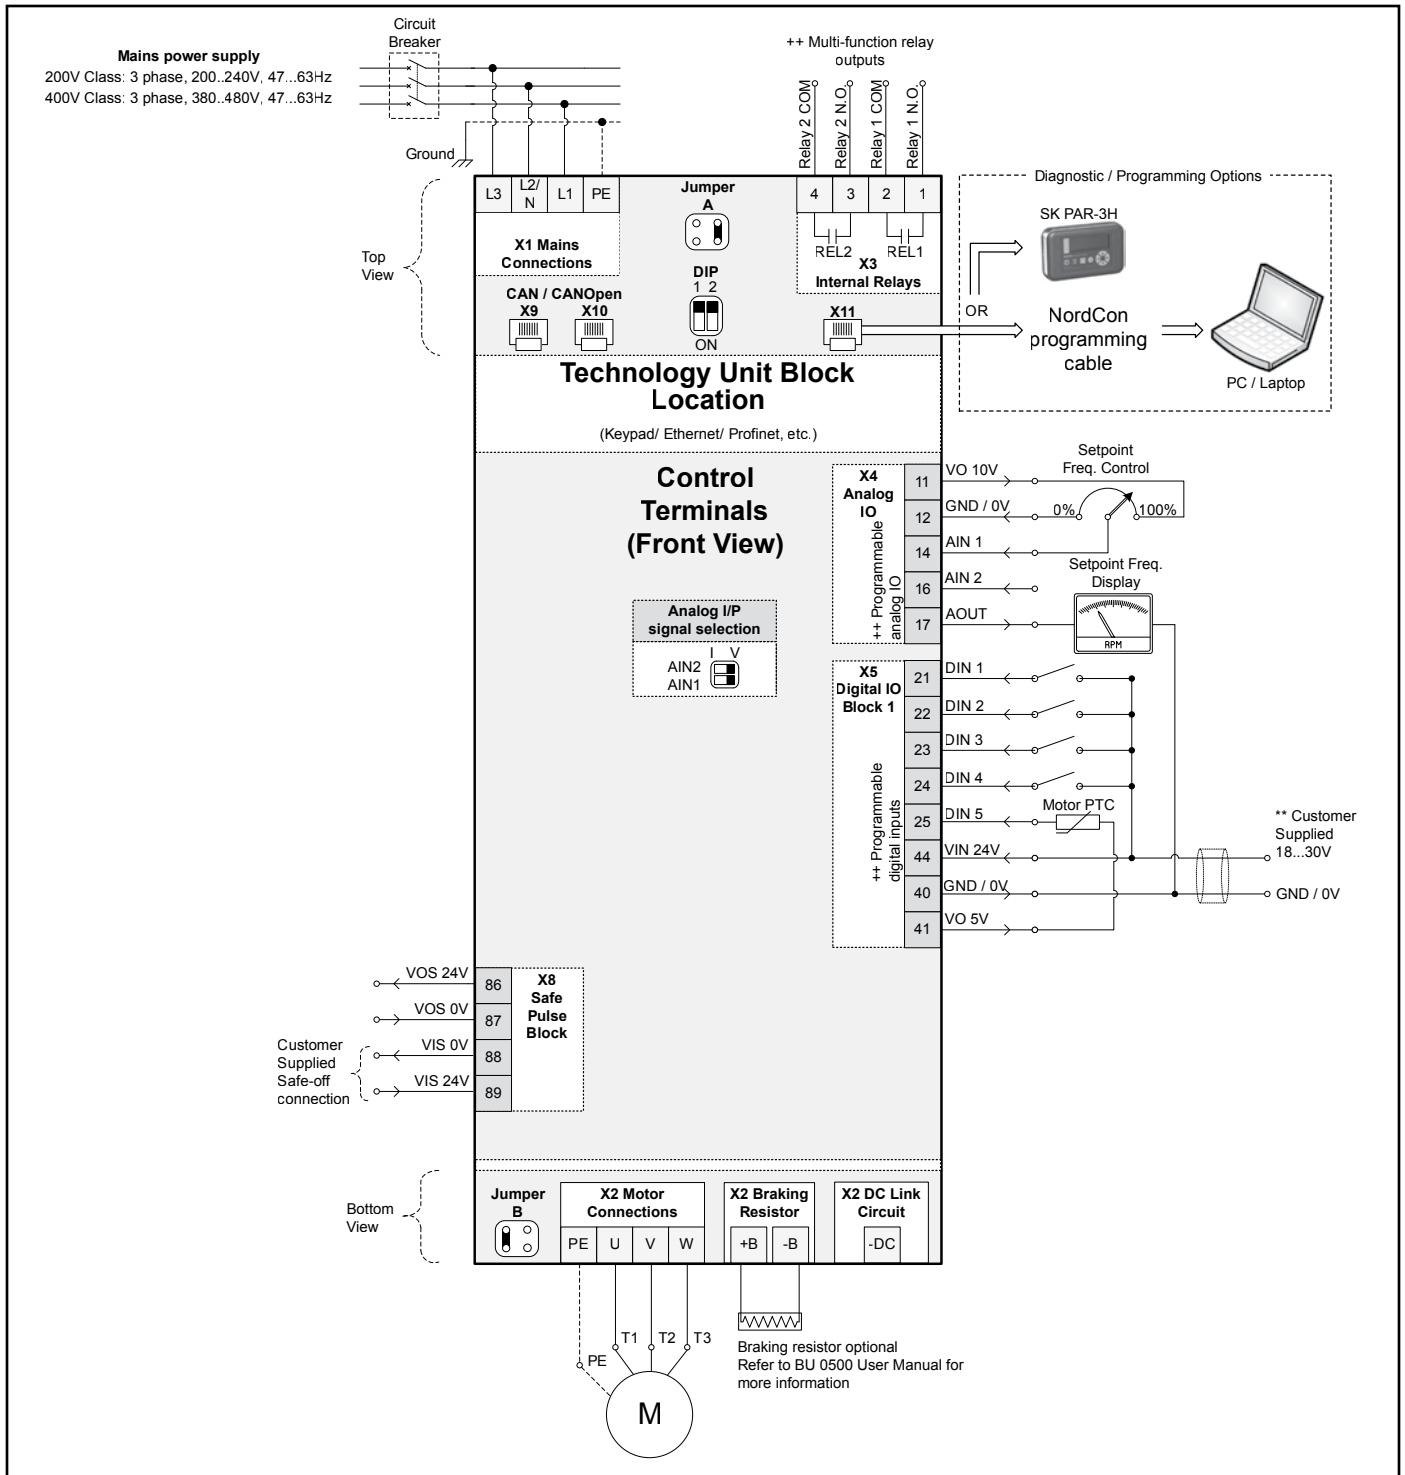 Circuit
Breaker
Mains power supply
200V Class: 3 phase, 200..240V, 47...63Hz
400V Class: 3 phase, 380...480V, 47...63Hz
Ground
++ Multi-function relay
outputs
Relay 2 COM
Relay 2 N.O.
Relay 1 COM
Relay 1 N.O.
Top
View
L3
L2/
N
L1
PE
X1 Mains
Connections
Jumper
A
4
3
2
1
REL2
REL1
X3
Internal Relays
DIP
1 2
ON
CAN / CANOpen
X9
X10
X11
Diagnostic / Programming Options
SK PAR-3H
OR
NordCon
programming
cable
PC / Laptop
Technology Unit Block
Location
(Keypad/ Ethernet/ Profinet, etc.)
Control
Terminals
(Front View)
Analog I/P
signal selection
I V
AIN2
AIN1
X4
Analog
IO
++ Programmable
analog IO
11
12
14
16
17
VO 10V
GND / 0V
AIN 1
AIN 2
AOUT
Setpoint
Freq. Control
0%
100%
Setpoint Freq.
Display
RPM
X5
Digital IO
Block 1
++ Programmable
digital inputs
21
22
23
24
25
44
40
41
DIN 1
DIN 2
DIN 3
DIN 4
DIN 5
VIN 24V
GND / 0V
VO 5V
Motor PTC
** Customer
Supplied
18...30V
GND / 0V
VOS 24V
VOS 0V
VIS 0V
VIS 24V
86
87
88
89
X8
Safe
Pulse
Block
Customer
Supplied
Safe-off
connection
Bottom
View
Jumper
B
X2 Motor
Connections
PE
U
V
W
X2 Braking
Resistor
+B
-B
X2 DC Link
Circuit
-DC
T1
T2
T3
PE
M
Braking resistor optional
Refer to BU 0500 User Manual for
more information